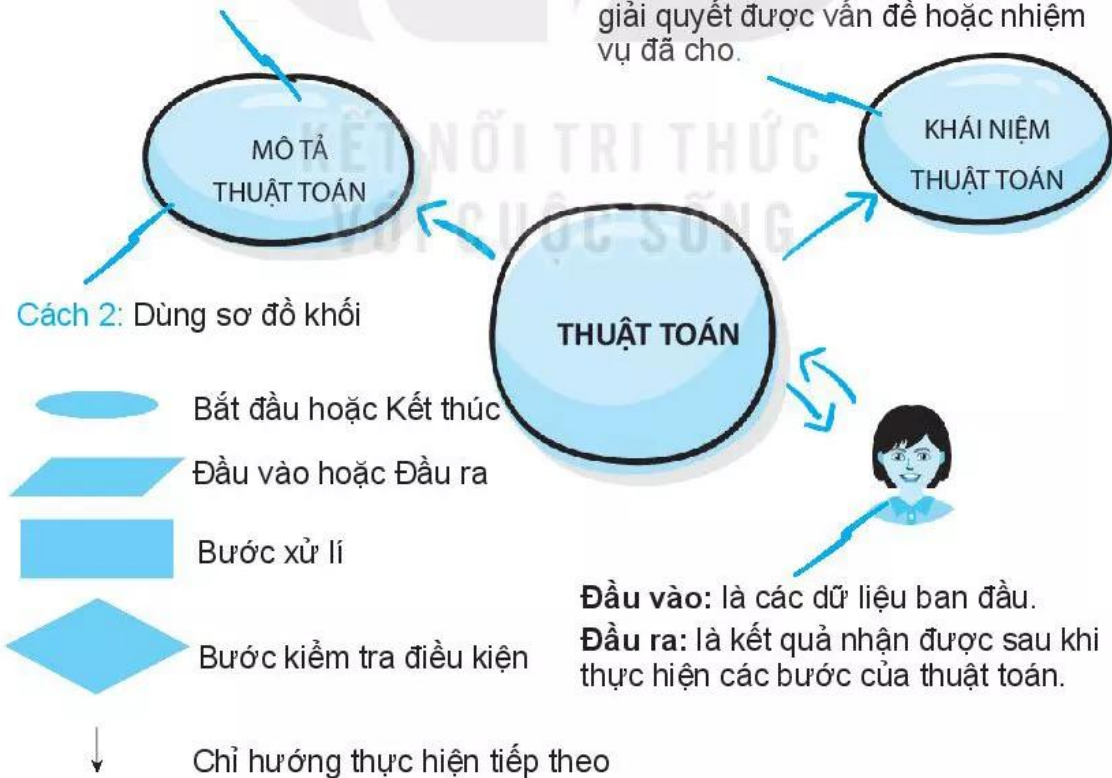 giải quyết được vấn đề hoặc nhiệm
vụ đã cho.
MÔ TẢ
THUẬT TOÁN
KHÁI NIỆM
THUẬT TOÁN
KẾT NỐI TRI THỨC
VỚI CUỘC SỐNG
Cách 2: Dùng sơ đồ khối
THUẬT TOÁN
Bắt đầu hoặc Kết thúc
Đầu vào hoặc Đầu ra
Bước xử lí
Bước kiểm tra điều kiện
Chỉ hướng thực hiện tiếp theo
Đầu vào: là các dữ liệu ban đầu.
Đầu ra: là kết quả nhận được sau khi
thực hiện các bước của thuật toán.